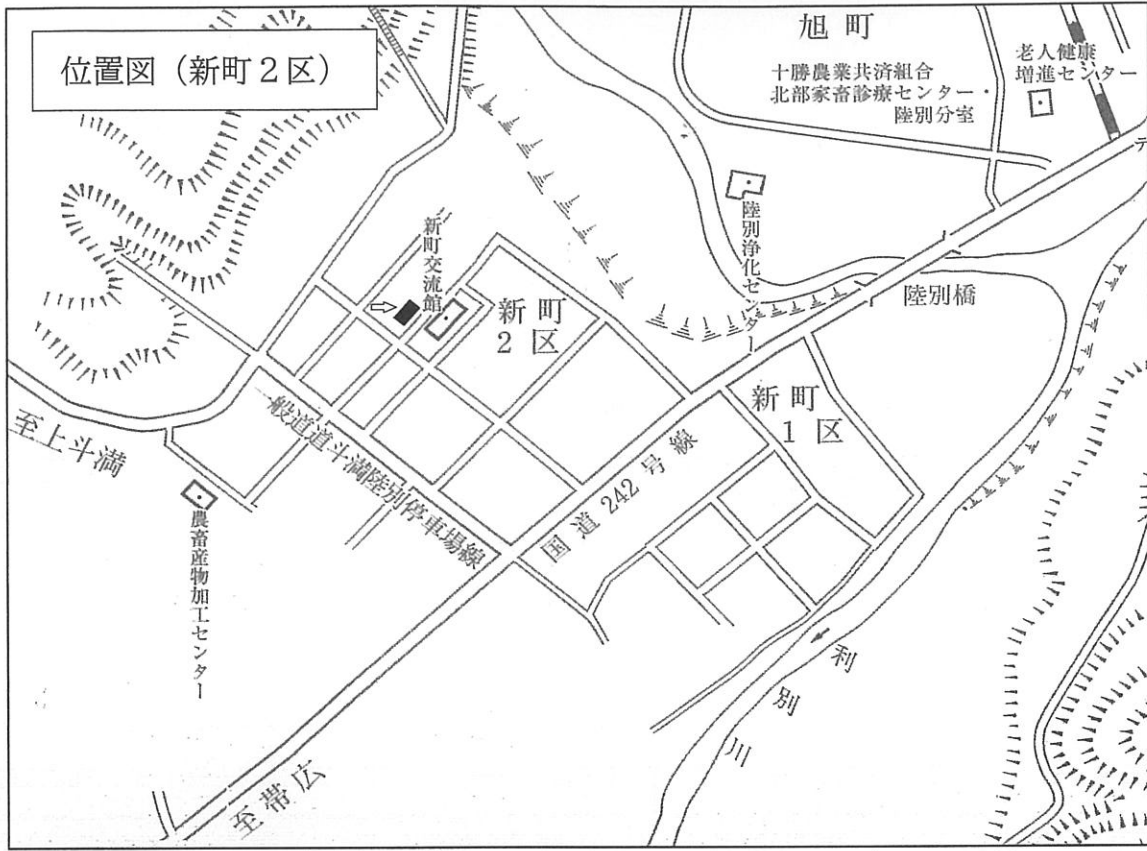 位置図（新町２区）
旭町
老人健康
増進センター
十勝農業共済組合
北部家畜診療センター・
陸別分室
陸別浄化センター
新町交流館
新町
２区
陸別橋
新町
１区
至上斗満
一般道道斗満陸別停車場線
国道242号線
農畜産物加工センター
利別川
至帯広